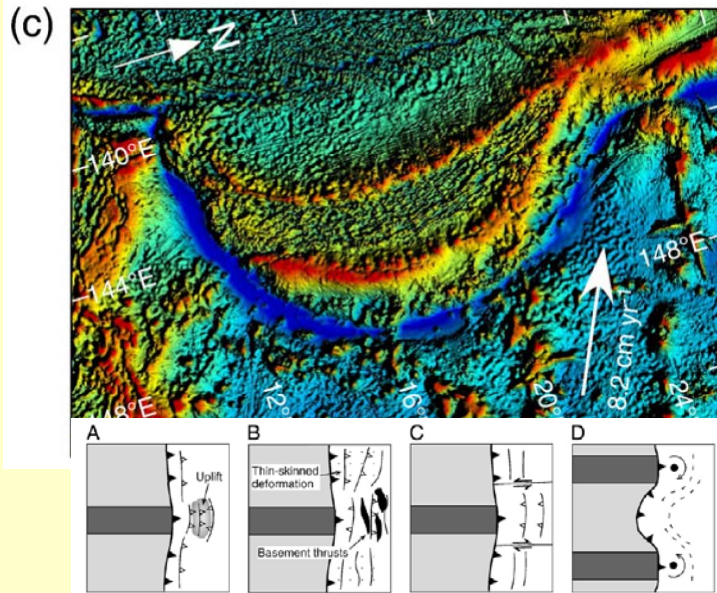 (c)
N
140°E
144°E
148°E
148°E
12°
16°
20°
24°
8.2 cm yr⁻¹
A
B
C
D
Uplift
Thin-skinned
deformation
Basement thrusts